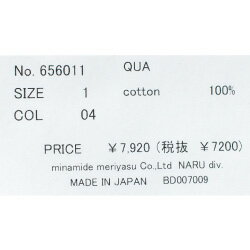 No. 656011 QUA
SIZE 1 cotton 100%
COL 04
PRICE ¥7,920 (税抜 ¥7200)
minamide meriyasu Co.,Ltd NARU div.
MADE IN JAPAN BD007009